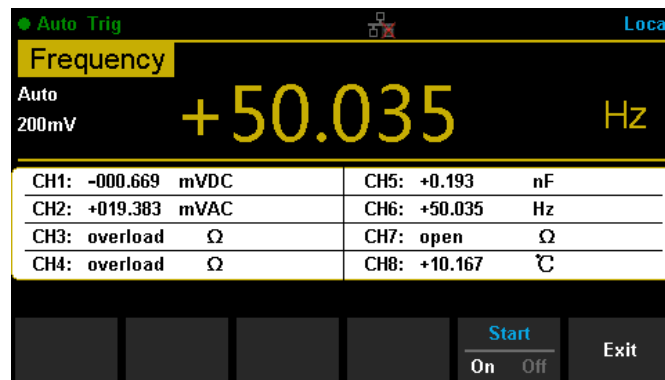 Auto Trig Loca
Frequency
Auto
200mV
+50.035 Hz
CH1: -000.669 mVDC
CH2: +019.383 mVAC
CH3: overload Ω
CH4: overload Ω
CH5: +0.193 nF
CH6: +50.035 Hz
CH7: open Ω
CH8: +10.167 ℃
Start
On Off
Exit